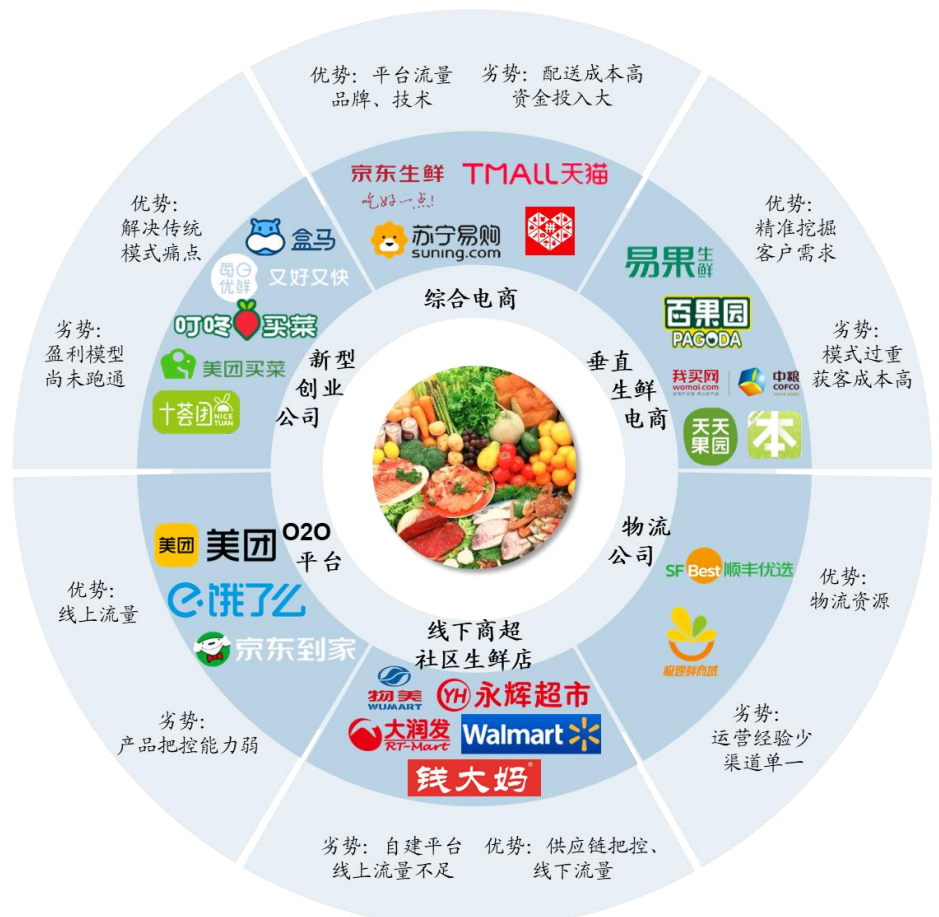 优势：平台流量
品牌、技术
劣势：配送成本高
资金投入大
京东生鲜
吃好一点!
TMALL天猫
苏宁易购
suning.com
拼
综合电商
优势：
精准挖掘
客户需求
劣势：
模式过重
获客成本高
易果生鲜
百果园
PAGODA
我买网
womai.com
中粮
COFCO
天天果园
本
垂直
生鲜
电商
物流
公司
SF Best 顺丰优选
极速鲜商城
优势：
物流资源
劣势：
运营经验少
渠道单一
线下商超
社区生鲜店
物美
WUMART
YH 永辉超市
大润发
RT-Mart
Walmart
钱大妈
劣势：自建平台
线上流量不足
优势：供应链把控、
线下流量
O2O
平台
美团 美团
饿了么
京东到家
优势：
线上流量
劣势：
产品把控能力弱
新型
创业
公司
盒马
每日优鲜 又好又快
叮咚买菜
美团买菜
十荟团
NICE
TUAN
优势：
解决传统
模式痛点
劣势：
盈利模型
尚未跑通